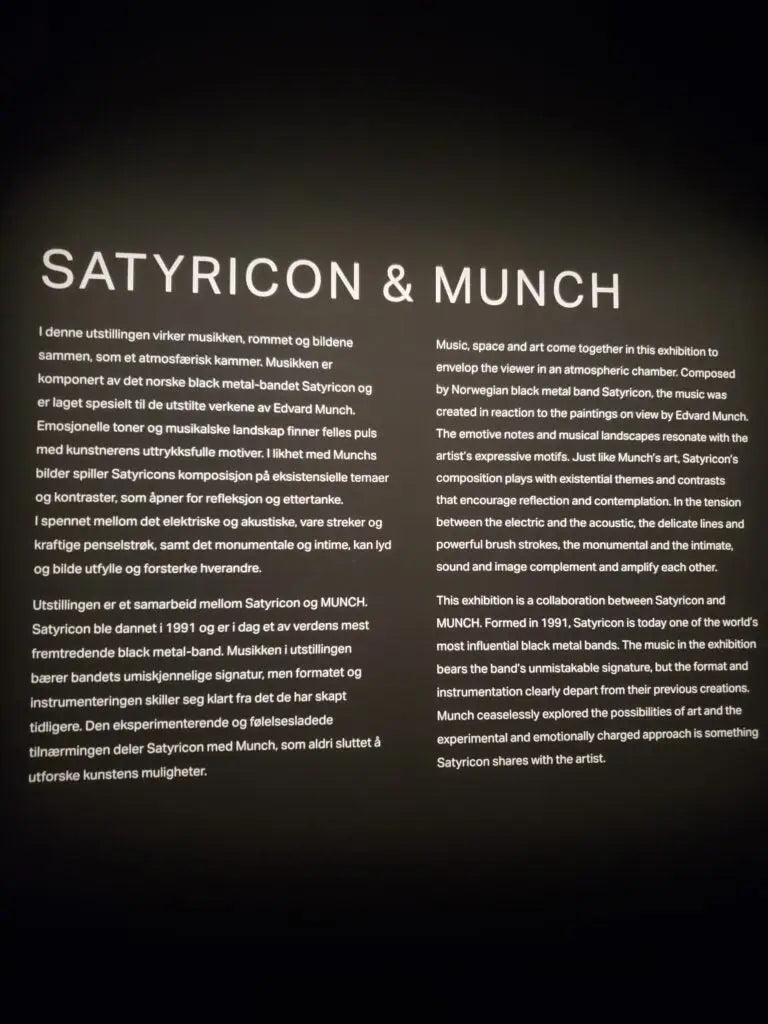 SATYRICON & MUNCH
I denne utstillingen virker musikken, rommet og bildene
sammen, som et atmosfærisk kammer. Musikken er
komponert av det norske black metal-bandet Satyricon og
er laget spesielt til de utstilte verkene av Edvard Munch.
Emosjonelle toner og musikalske landskap finner felles puls
med kunstnerens uttrykksfulle motiver. I likhet med Munchs
bilder spiller Satyricons komposisjon på eksistensielle temaer
og kontraster, som åpner for refleksjon og ettertanke.
I spennet mellom det elektriske og akustiske, vare streker og
kraftige penselstrøk, samt det monumentale og intime, kan lyd
og bilde utfylle og forsterke hverandre.
Utstillingen er et samarbeid mellom Satyricon og MUNCH.
Satyricon ble dannet i 1991 og er i dag et av verdens mest
fremtredende black metal-band. Musikken i utstillingen
bærer bandets umiskjennelige signatur, men formatet og
instrumenteringen skiller seg klart fra det de har skapt
tidligere. Den eksperimenterende og følelsesladede
tilnærmingen deler Satyricon med Munch, som aldri sluttet å
utforske kunstens muligheter.
Music, space and art come together in this exhibition to
envelop the viewer in an atmospheric chamber. Composed
by Norwegian black metal band Satyricon, the music was
created in reaction to the paintings on view by Edvard Munch.
The emotive notes and musical landscapes resonate with the
artist's expressive motifs. Just like Munch's art, Satyricon's
composition plays with existential themes and contrasts
that encourage reflection and contemplation. In the tension
between the electric and the acoustic, the delicate lines and
powerful brush strokes, the monumental and the intimate,
sound and image complement and amplify each other.
This exhibition is a collaboration between Satyricon and
MUNCH. Formed in 1991, Satyricon is today one of the world's
most influential black metal bands. The music in the exhibition
bears the band's unmistakable signature, but the format and
instrumentation clearly depart from their previous creations.
Munch ceaselessly explored the possibilities of art and the
experimental and emotionally charged approach is something
Satyricon shares with the artist.